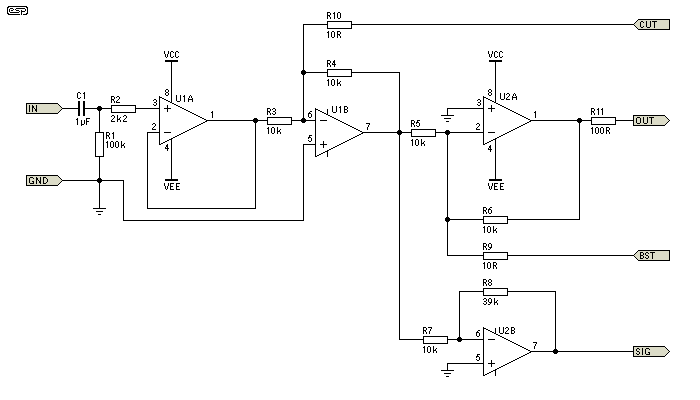 esp
R10
10R
CUT
VCC
VCC
R4
10k
8
8
C1
1µF
R2
2k2
3
U1A
1
2
4
R3
10k
6
U1B
7
5
R5
10k
3
U2A
1
2
4
R11
100R
OUT
IN
R1
100k
GND
VEE
VEE
R6
10k
R9
10R
BST
R8
39k
R7
10k
6
U2B
7
5
SIG